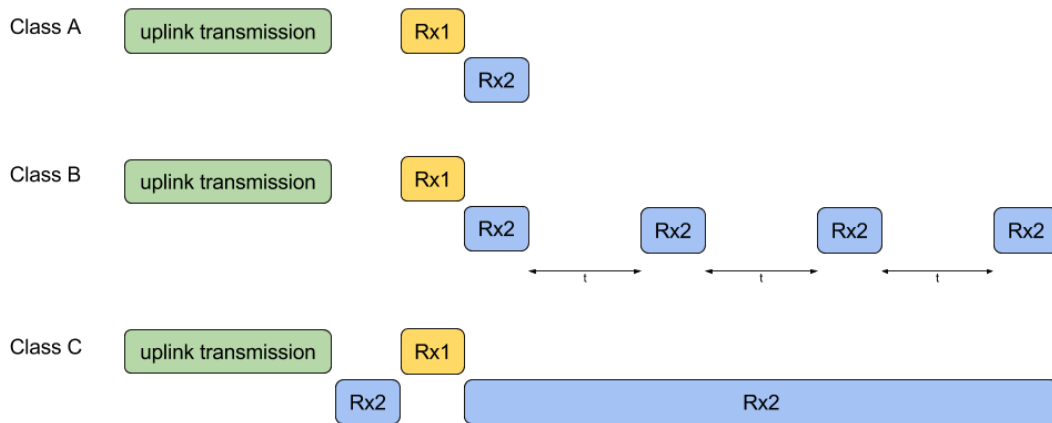 Class A uplink transmission Rx1
Rx2
Class B uplink transmission Rx1
Rx2 Rx2 Rx2 Rx2
t t t
Class C uplink transmission Rx1
Rx2 Rx2